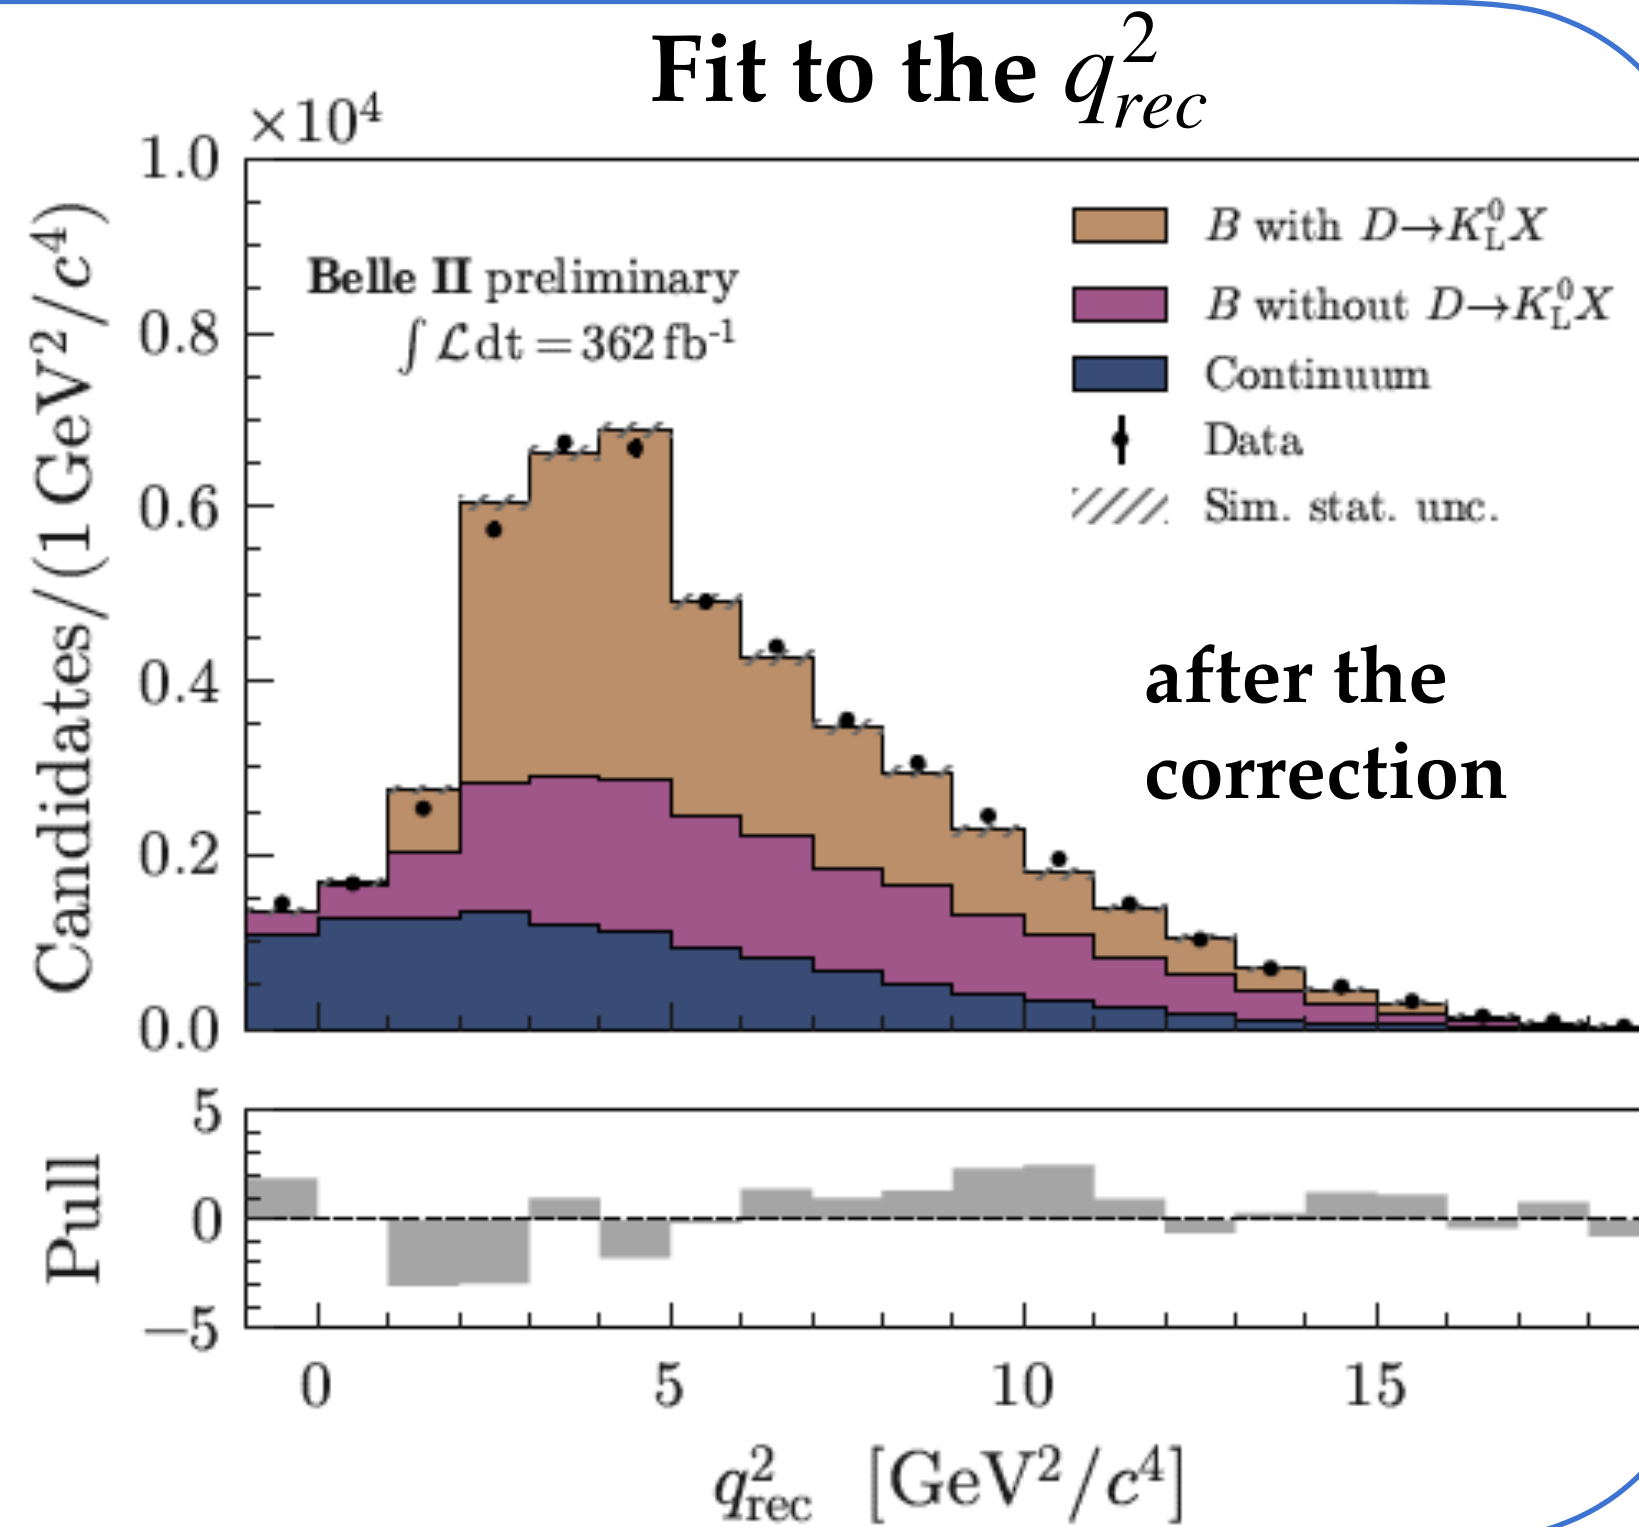 Fit to the q²rec
×10⁴
1.0
0.8
0.6
0.4
0.2
0.0
Candidates/(1 GeV²/c⁴)
Belle II preliminary
∫ℒdt = 362 fb⁻¹
B with D→K⁰LX
B without D→K⁰LX
Continuum
Data
Sim. stat. unc.
after the
correction
5
0
−5
Pull
0 5 10 15
q²rec [GeV²/c⁴]